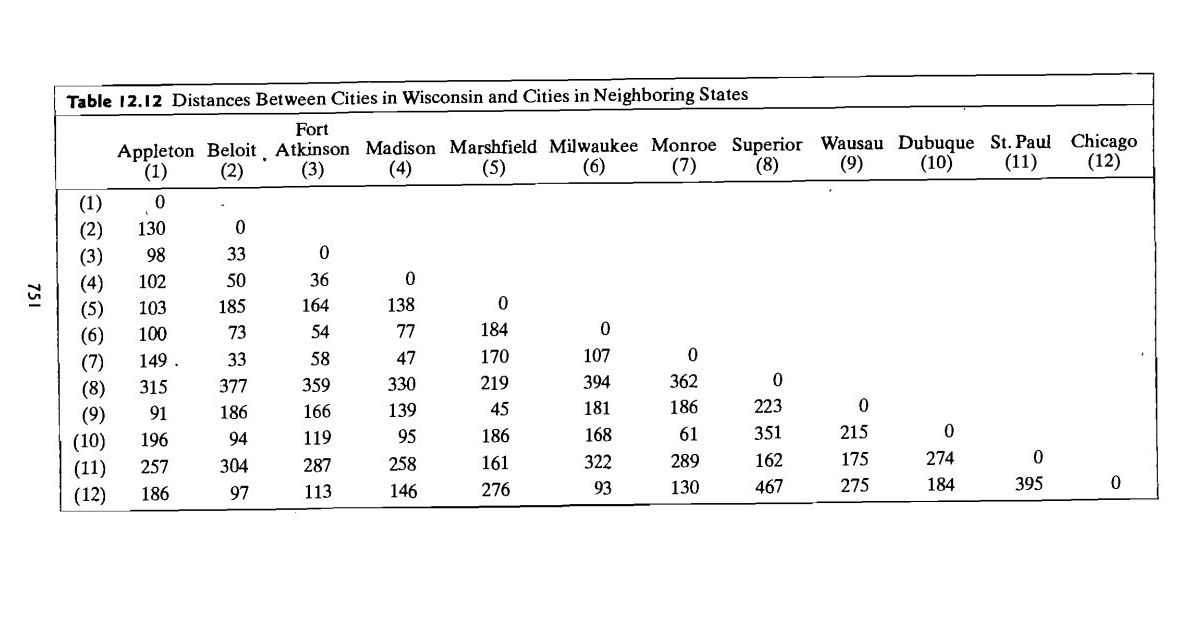 Table 12.12 Distances Between Cities in Wisconsin and Cities in Neighboring States
Fort
Appleton Beloit Atkinson Madison Marshfield Milwaukee Monroe Superior Wausau Dubuque St. Paul Chicago
(1) (2) (3) (4) (5) (6) (7) (8) (9) (10) (11) (12)
(1) 0
(2) 130 0
(3) 98 33 0
(4) 102 50 36 0
(5) 103 185 164 138 0
(6) 100 73 54 77 184 0
(7) 149 33 58 47 170 107 0
(8) 315 377 359 330 219 394 362 0
(9) 91 186 166 139 45 181 186 223 0
(10) 196 94 119 95 186 168 61 351 215 0
(11) 257 304 287 258 161 322 289 162 175 274 0
(12) 186 97 113 146 276 93 130 467 275 184 395 0
751